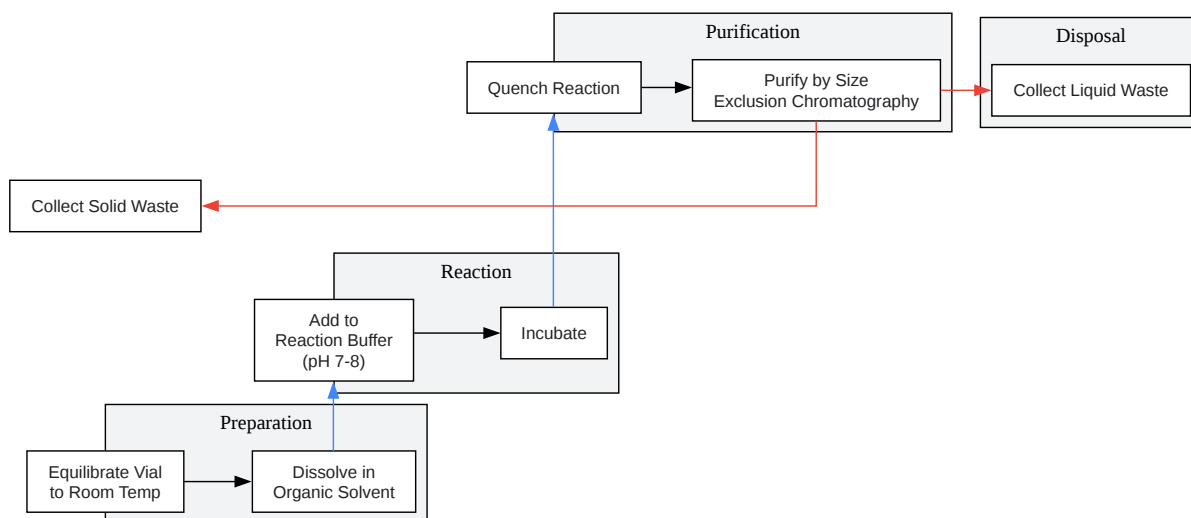 Purification
Disposal
Quench Reaction
Purify by Size
Exclusion Chromatography
Collect Liquid Waste
Collect Solid Waste
Reaction
Add to
Reaction Buffer
(pH 7-8)
Incubate
Preparation
Equilibrate Vial
to Room Temp
Dissolve in
Organic Solvent